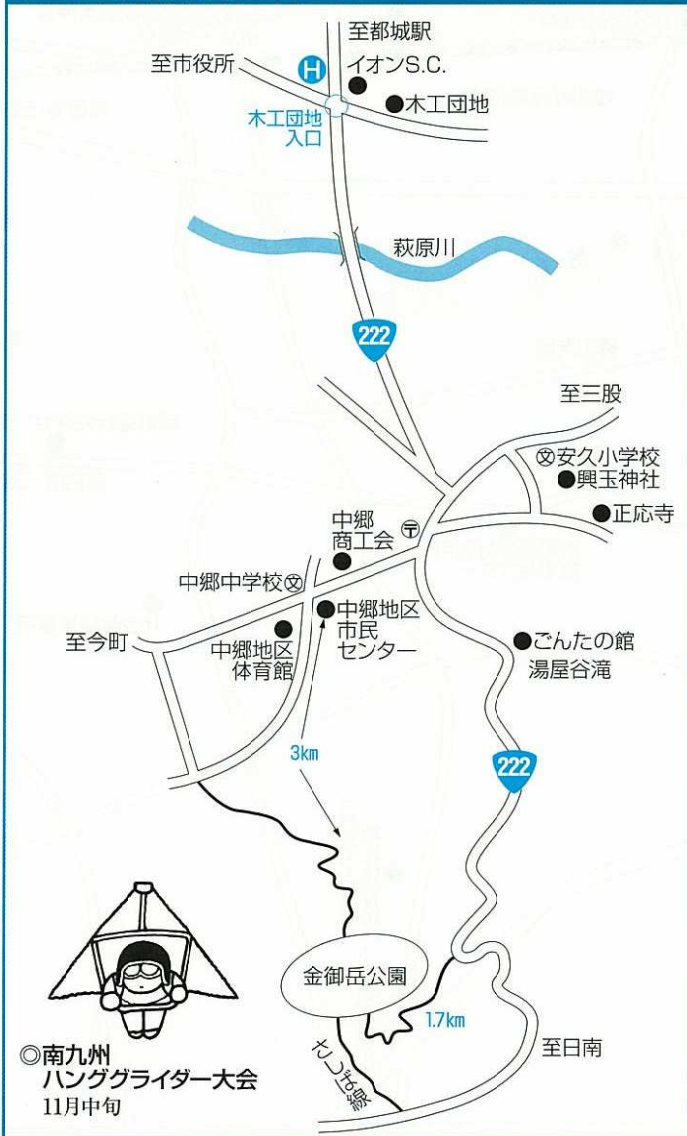 至都城駅
至市役所
H
イオンS.C.
木工団地
木工団地
入口
萩原川
222
至三股
文安久小学校
興玉神社
正応寺
中郷
商工会
〒
中郷中学校文
至今町
中郷地区
市民
センター
中郷地区
体育館
ごんたの館
湯屋谷滝
3km
222
金御岳公園
1.7km
さしば線
至日南
◎南九州
ハンググライダー大会
11月中旬